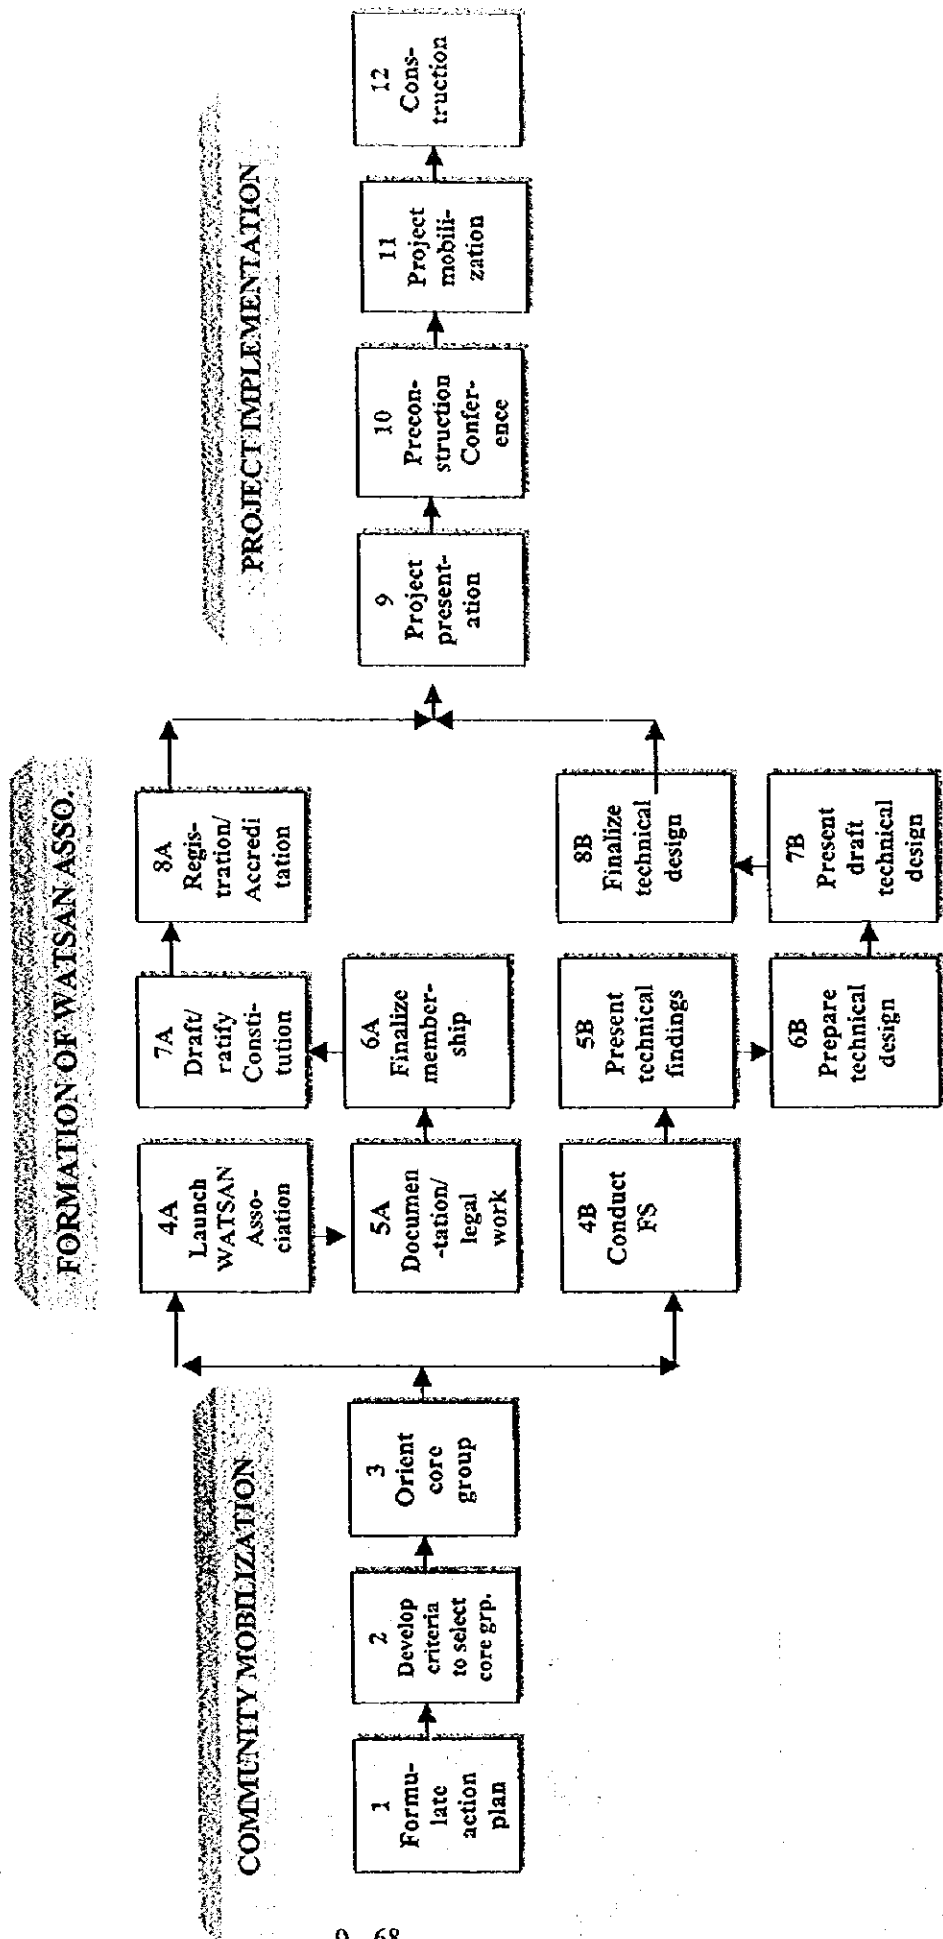 COMMUNITY MOBILIZATION
1
Formu-
late
action
plan
2
Develop
criteria
to select
core grp.
3
Orient
core
group
FORMATION OF WATSAN ASSO.
4A
Launch
WATSAN
Asso-
ciation
5A
Documen
-tation/
legal
work
6A
Finalize
member-
ship
7A
Draft/
ratify
Consti-
tution
8A
Regis-
tration/
Accredi
tation
4B
Conduct
FS
5B
Present
technical
findings
6B
Prepare
technical
design
7B
Present
draft
technical
design
8B
Finalize
technical
design
PROJECT IMPLEMENTATION
9
Project
present-
ation
10
Precon-
struction
Confer-
ence
11
Project
mobili-
zation
12
Cons-
truction
9 - 68